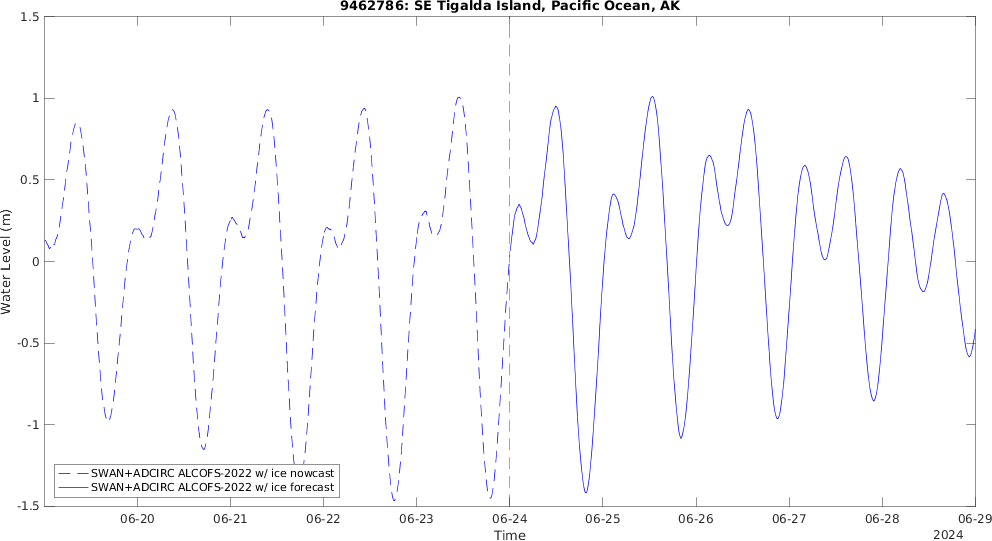 9462786: SE Tigalda Island, Pacific Ocean, AK
1.5
1
0.5
0
-0.5
-1
-1.5
Water Level (m)
SWAN+ADCIRC ALCOFS-2022 w/ ice nowcast
SWAN+ADCIRC ALCOFS-2022 w/ ice forecast
06-20 06-21 06-22 06-23 06-24 06-25 06-26 06-27 06-28 06-29
Time
2024